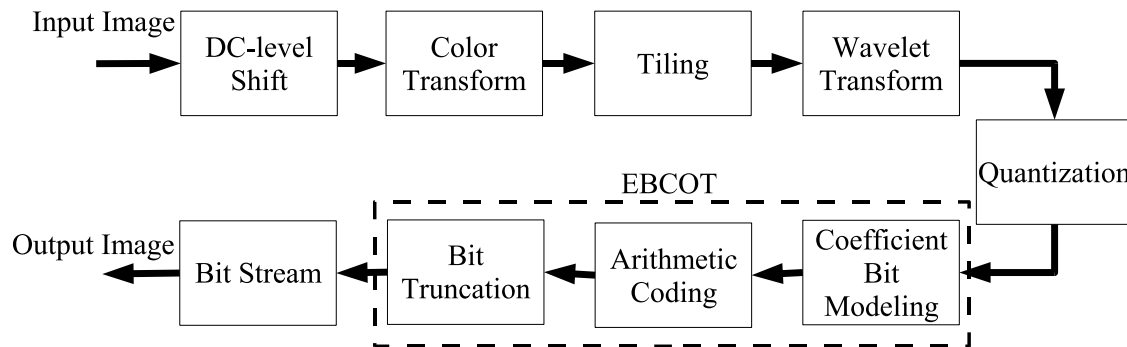 Input Image
DC-level
Shift
Color
Transform
Tiling
Wavelet
Transform
Quantization
EBCOT
Coefficient
Bit
Modeling
Arithmetic
Coding
Bit
Truncation
Bit Stream
Output Image